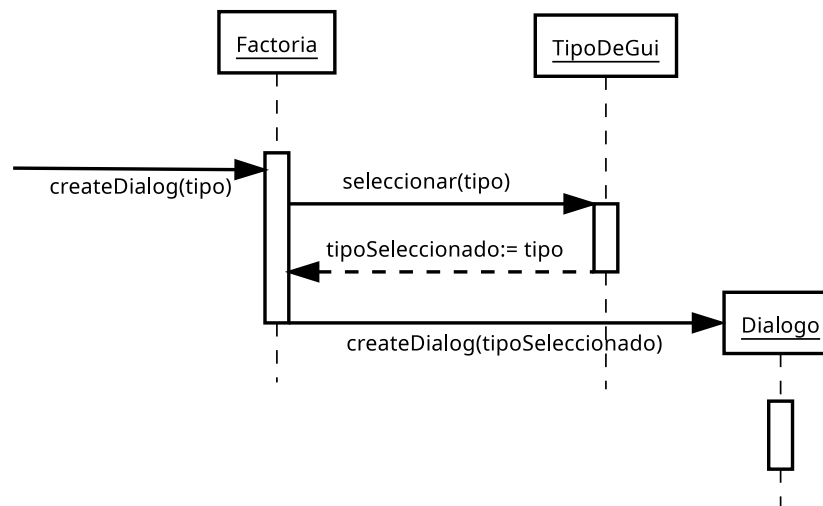 Factoria
TipoDeGui
createDialog(tipo)
seleccionar(tipo)
tipoSeleccionado:= tipo
Dialogo
createDialog(tipoSeleccionado)